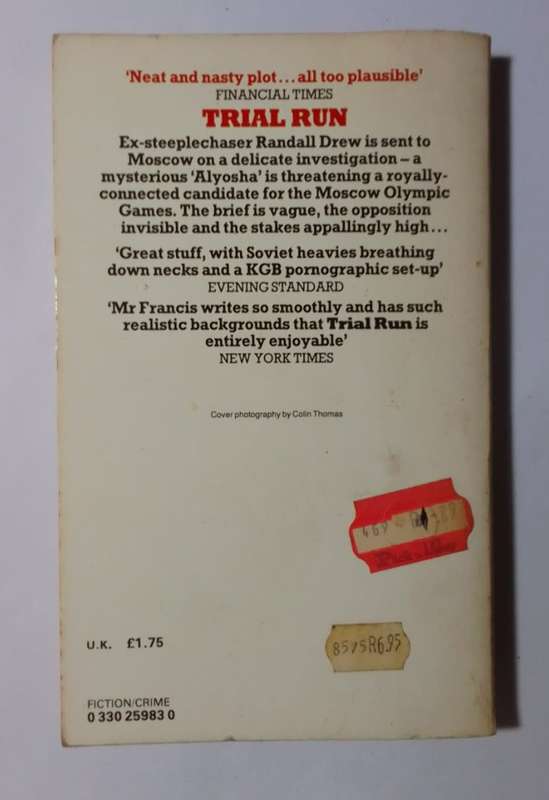 ‘Neat and nasty plot...all too plausible’
FINANCIAL TIMES
TRIAL RUN
Ex-steeplechaser Randall Drew is sent to
Moscow on a delicate investigation – a
mysterious ‘Alyosha’ is threatening a royally-
connected candidate for the Moscow Olympic
Games. The brief is vague, the opposition
invisible and the stakes appallingly high...
‘Great stuff, with Soviet heavies breathing
down necks and a KGB pornographic set-up’
EVENING STANDARD
‘Mr Francis writes so smoothly and has such
realistic backgrounds that Trial Run is
entirely enjoyable’
NEW YORK TIMES
Cover photography by Colin Thomas
U.K. £1.75
8575R6.95
FICTION/CRIME
0 330 25983 0